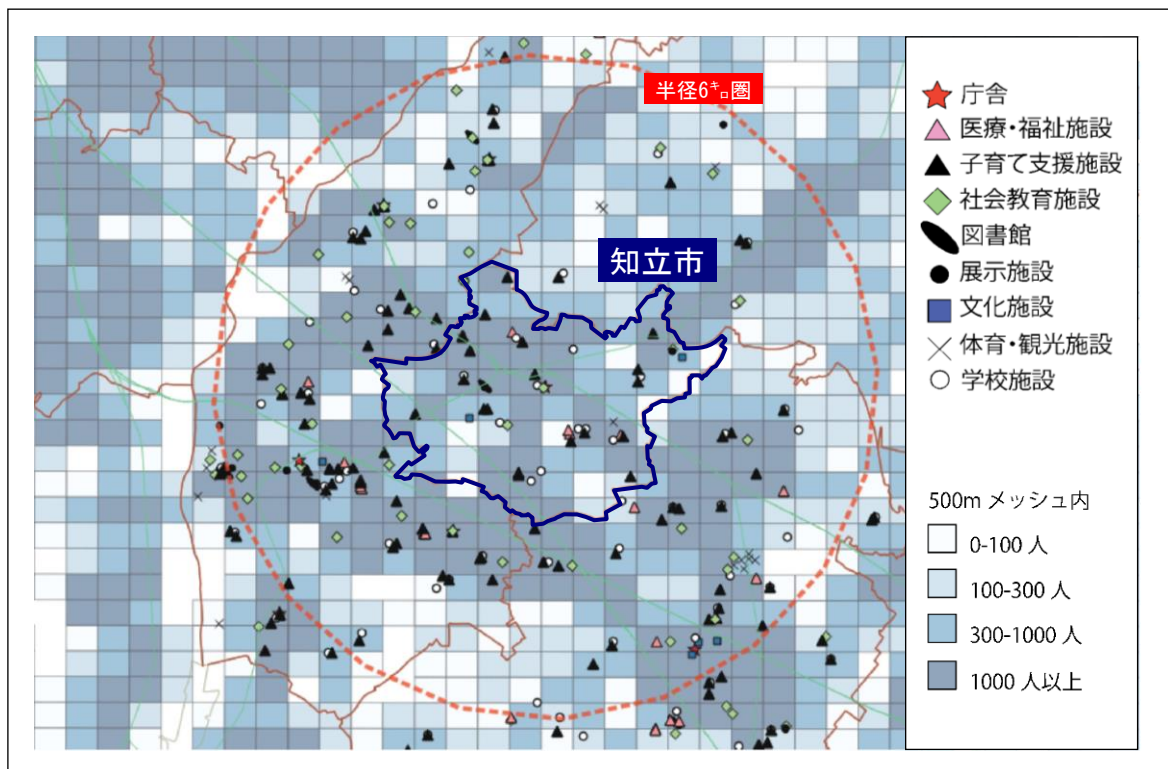 半径6㌔圏
知立市
庁舎
医療・福祉施設
子育て支援施設
社会教育施設
図書館
展示施設
文化施設
体育・観光施設
学校施設
500m メッシュ内
0-100 人
100-300 人
300-1000 人
1000 人以上